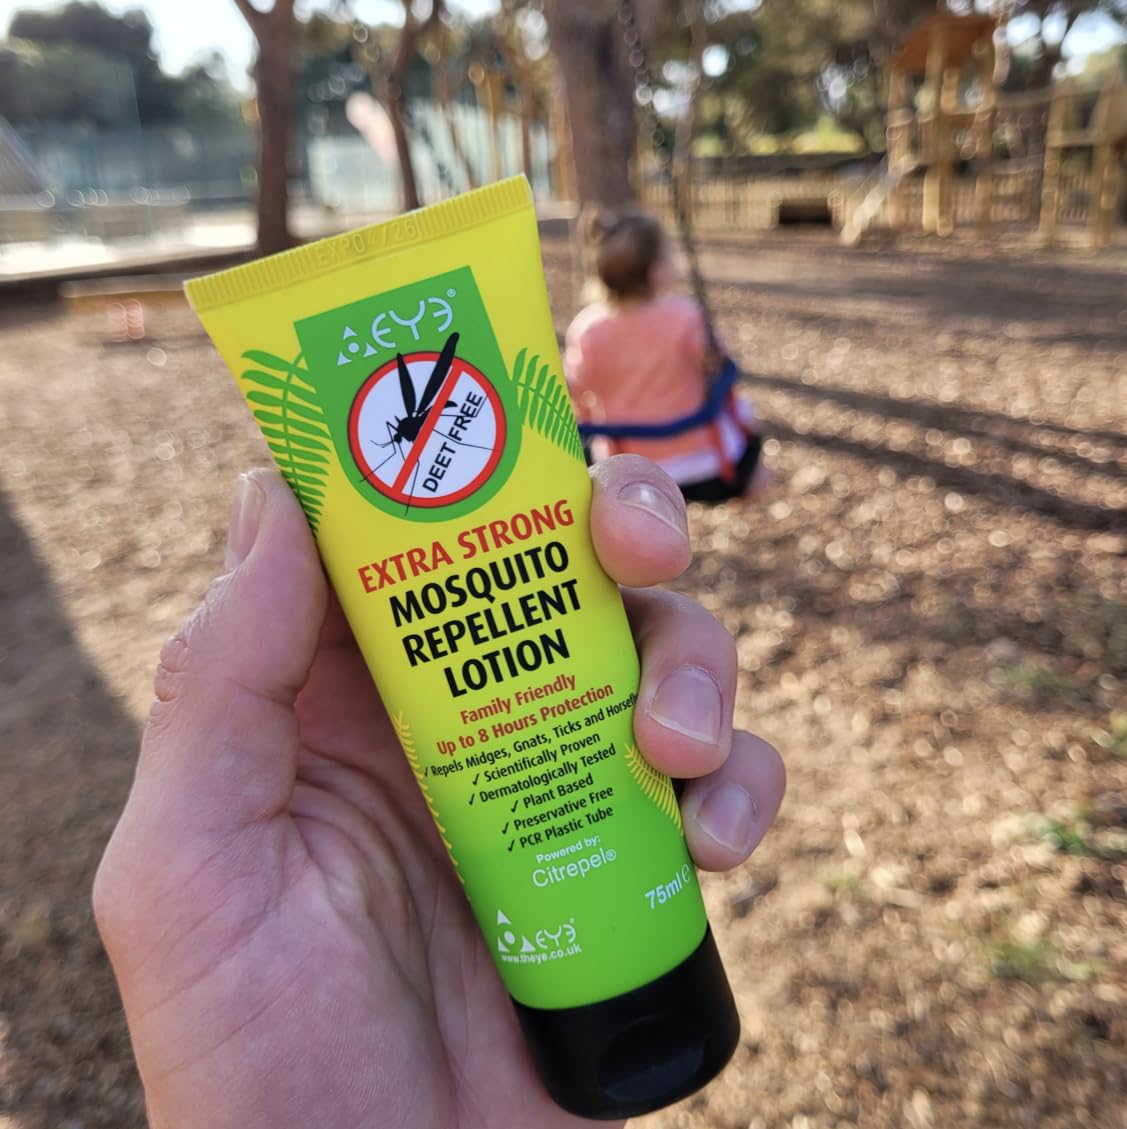 EXP04/26
EYE®
DEET FREE
EXTRA STRONG
MOSQUITO
REPELLENT
LOTION
Family Friendly
Up to 8 Hours Protection
✓ Repels Midges, Gnats, Ticks and
✓ Scientifically Proven
✓ Dermatologically Tested
✓ Plant Based
✓ Preservative Free
✓ PCR Plastic Tube
Powered by:
Citrepel®
75ml e
EYE®
www.theye.co.uk